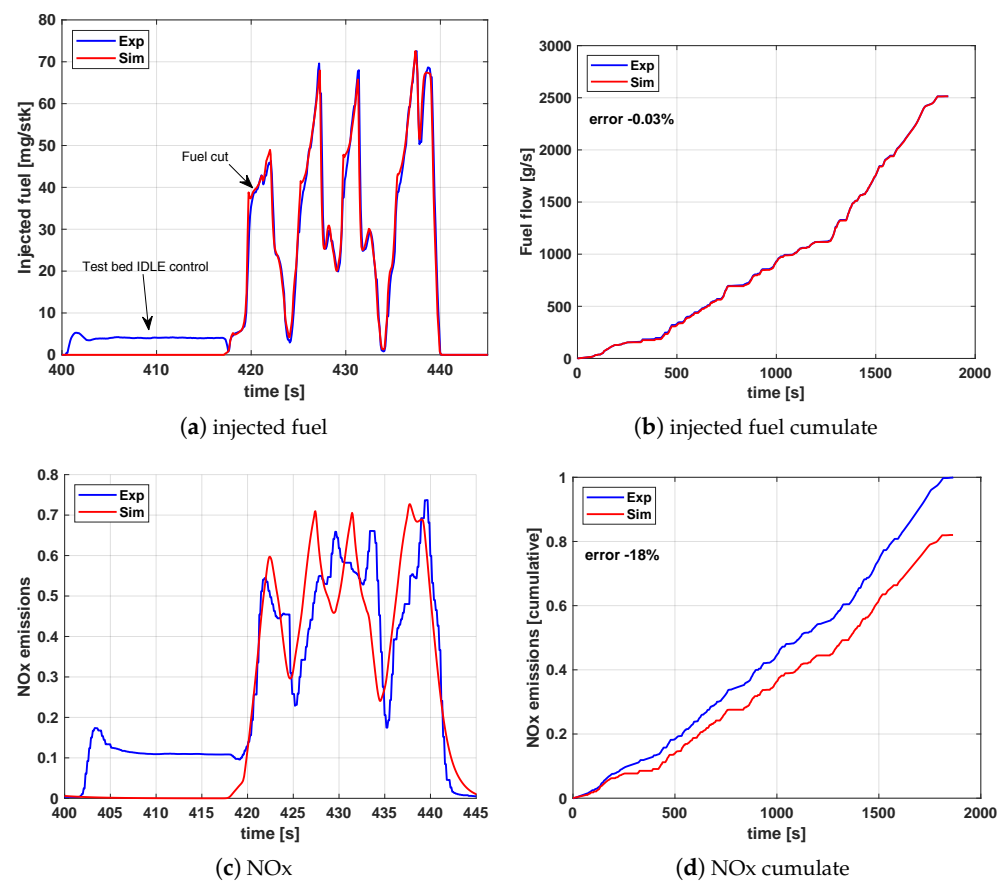 80
70
60
50
40
30
20
10
0
Injected fuel [mg/stk]
Exp
Sim
Fuel cut
Test bed IDLE control
400
410
420
430
440
time [s]
(a) injected fuel
3000
2500
2000
1500
1000
500
0
Fuel flow [g/s]
Exp
Sim
error -0.03%
0
500
1000
1500
2000
time [s]
(b) injected fuel cumulate
0.8
0.7
0.6
0.5
0.4
0.3
0.2
0.1
0
NOx emissions
Exp
Sim
400
405
410
415
420
425
430
435
440
445
time [s]
(c) NOx
1
0.8
0.6
0.4
0.2
0
NOx emissions [cumulative]
Exp
Sim
error -18%
0
500
1000
1500
2000
time [s]
(d) NOx cumulate